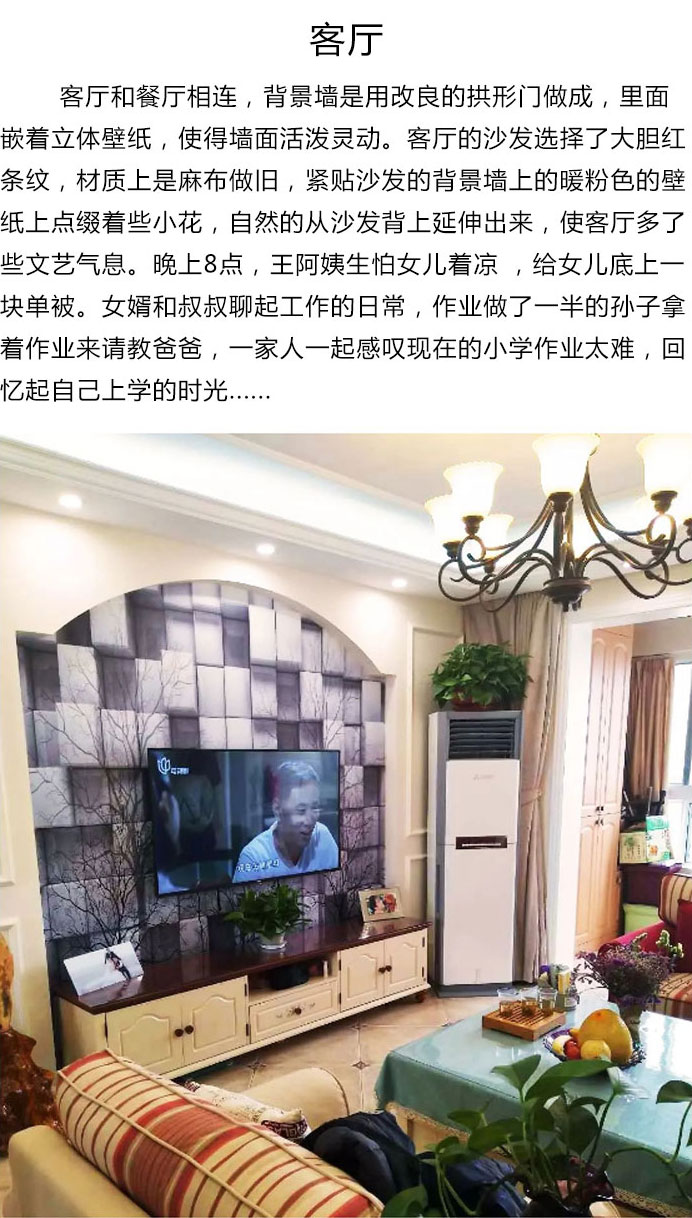 客厅
客厅和餐厅相连，背景墙是用改良的拱形门做成，里面
嵌着立体壁纸，使得墙面活泼灵动。客厅的沙发选择了大胆红
条纹，材质上是麻布做旧，紧贴沙发的背景墙上的暖粉色的壁
纸上点缀着些小花，自然的从沙发背上延伸出来，使客厅多了
些文艺气息。晚上8点，王阿姨生怕女儿着凉 ，给女儿底上一
块单被。女婿和叔叔聊起工作的日常，作业做了一半的孙子拿
着作业来请教爸爸，一家人一起感叹现在的小学作业太难，回
忆起自己上学的时光......